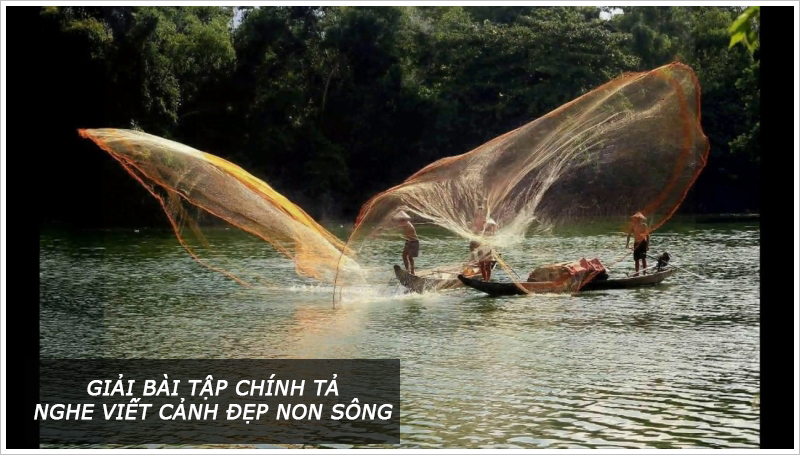 GIẢI BÀI TẬP CHÍNH TẢ
NGHE VIẾT CẢNH ĐẸP NON SÔNG